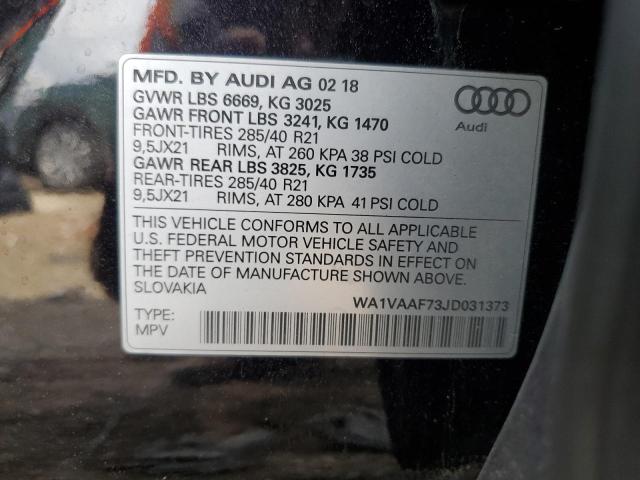 MFD. BY AUDI AG 02 18
GVWR LBS 6669, KG 3025
GAWR FRONT LBS 3241, KG 1470
FRONT-TIRES 285/40 R21
9,5JX21 RIMS, AT 260 KPA 38 PSI COLD
GAWR REAR LBS 3825, KG 1735
REAR-TIRES 285/40 R21
9,5JX21 RIMS, AT 280 KPA 41 PSI COLD
Audi
THIS VEHICLE CONFORMS TO ALL APPLICABLE
U.S. FEDERAL MOTOR VEHICLE SAFETY AND
THEFT PREVENTION STANDARDS IN EFFECT ON
THE DATE OF MANUFACTURE SHOWN ABOVE.
SLOVAKIA
WA1VAAF73JD031373
TYPE:
MPV